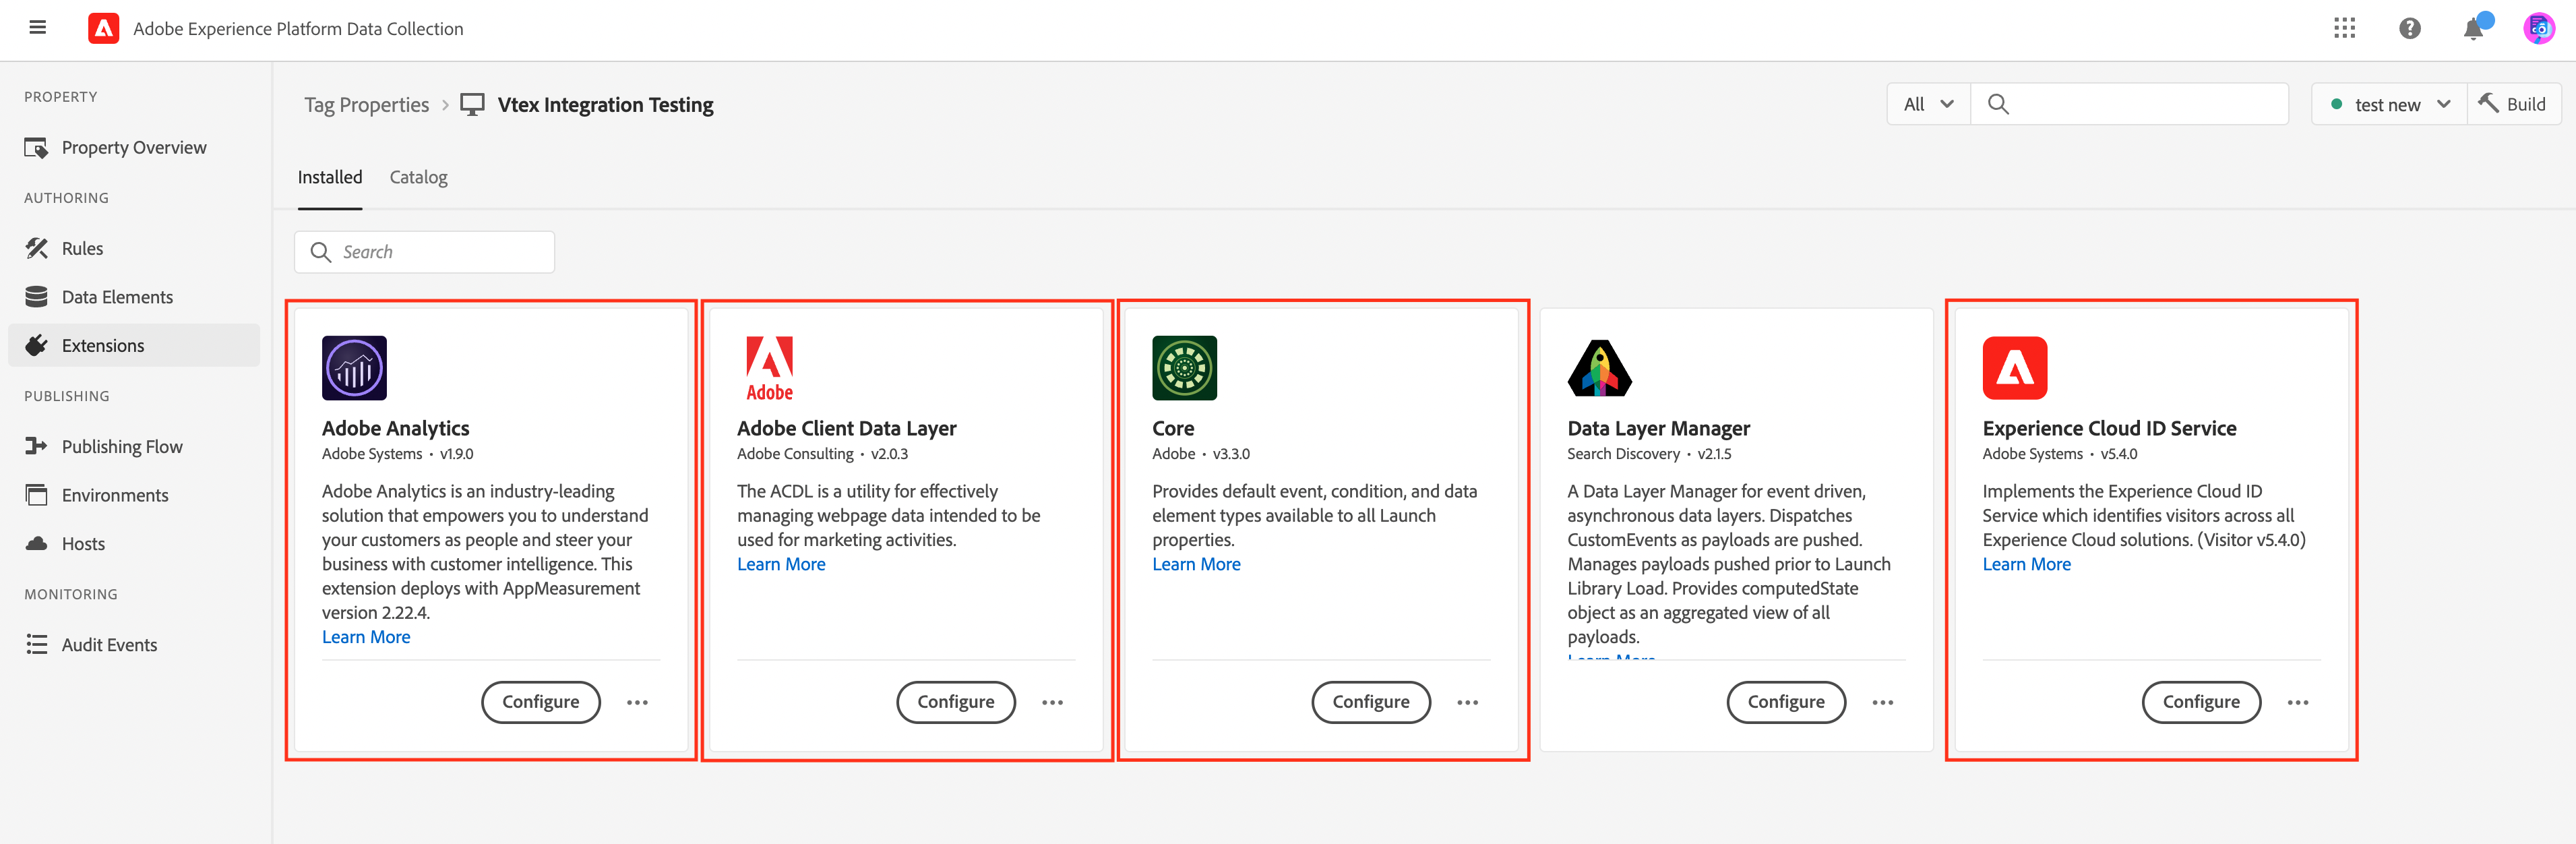 Adobe Experience Platform Data Collection
PROPERTY
Property Overview
AUTHORING
Rules
Data Elements
Extensions
PUBLISHING
Publishing Flow
Environments
Hosts
MONITORING
Audit Events
Tag Properties > Vtex Integration Testing
All
test new
Build
Installed
Catalog
Search
Adobe Analytics
Adobe Systems • v1.9.0
Adobe Analytics is an industry-leading
solution that empowers you to understand
your customers as people and steer your
business with customer intelligence. This
extension deploys with AppMeasurement
version 2.22.4.
Learn More
Configure
Adobe
Adobe Client Data Layer
Adobe Consulting • v2.0.3
The ACDL is a utility for effectively
managing webpage data intended to be
used for marketing activities.
Learn More
Configure
Core
Adobe • v3.3.0
Provides default event, condition, and data
element types available to all Launch
properties.
Learn More
Configure
Data Layer Manager
Search Discovery • v2.1.5
A Data Layer Manager for event driven,
asynchronous data layers. Dispatches
CustomEvents as payloads are pushed.
Manages payloads pushed prior to Launch
Library Load. Provides computedState
object as an aggregated view of all
payloads.
Learn More
Configure
Experience Cloud ID Service
Adobe Systems • v5.4.0
Implements the Experience Cloud ID
Service which identifies visitors across all
Experience Cloud solutions. (Visitor v5.4.0)
Learn More
Configure